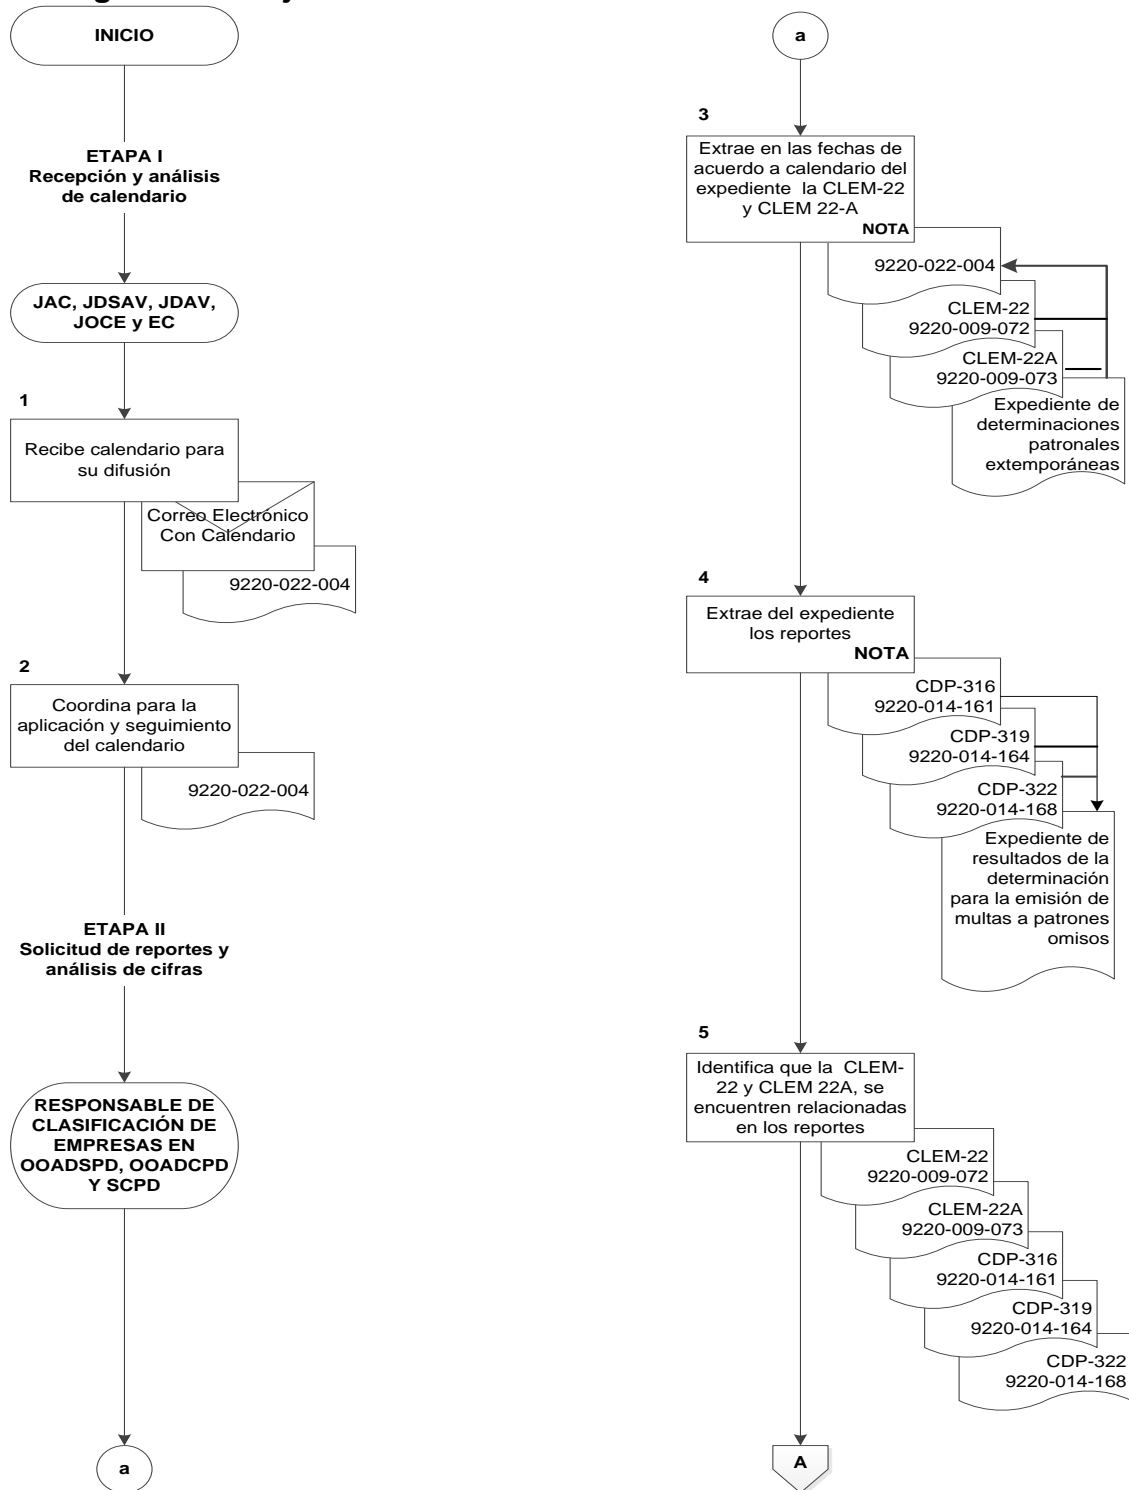 INICIO
ETAPA I
Recepción y análisis
de calendario
JAC, JDSAV, JDAV,
JOCE y EC
1
Recibe calendario para
su difusión
Correo Electrónico
Con Calendario
9220-022-004
2
Coordina para la
aplicación y seguimiento
del calendario
9220-022-004
ETAPA II
Solicitud de reportes y
análisis de cifras
RESPONSABLE DE
CLASIFICACIÓN DE
EMPRESAS EN
OOADSPD, OOADCPD
Y SCPD
a
a
3
Extrae en las fechas de
acuerdo a calendario del
expediente la CLEM-22
y CLEM 22-A
NOTA
9220-022-004
CLEM-22
9220-009-072
CLEM-22A
9220-009-073
Expediente de
determinaciones
patronales
extemporáneas
4
Extrae del expediente
los reportes
NOTA
CDP-316
9220-014-161
CDP-319
9220-014-164
CDP-322
9220-014-168
Expediente de
resultados de la
determinación
para la emisión de
multas a patrones
omisos
5
Identifica que la CLEM-
22 y CLEM 22A, se
encuentren relacionadas
en los reportes
CLEM-22
9220-009-072
CLEM-22A
9220-009-073
CDP-316
9220-014-161
CDP-319
9220-014-164
CDP-322
9220-014-168
A